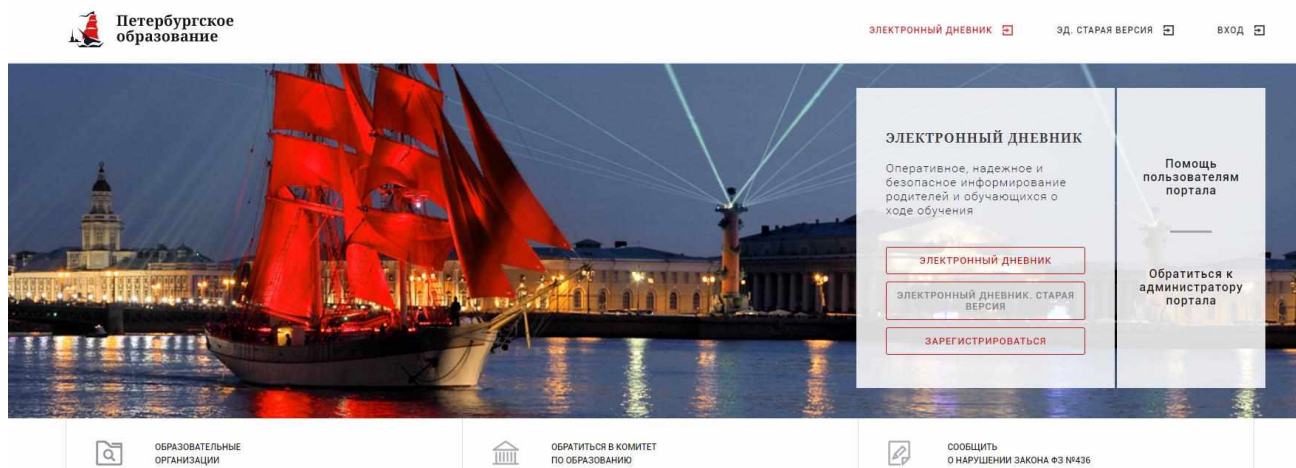 Петербургское
образование
ЭЛЕКТРОННЫЙ ДНЕВНИК
ЭД. СТАРАЯ ВЕРСИЯ
ВХОД
ЭЛЕКТРОННЫЙ ДНЕВНИК
Оперативное, надежное и
безопасное информирование
родителей и обучающихся о
ходе обучения
ЭЛЕКТРОННЫЙ ДНЕВНИК
ЭЛЕКТРОННЫЙ ДНЕВНИК. СТАРАЯ
ВЕРСИЯ
ЗАРЕГИСТРИРОВАТЬСЯ
Помощь
пользователям
портала
Обратиться к
администратору
портала
ОБРАЗОВАТЕЛЬНЫЕ
ОРГАНИЗАЦИИ
ОБРАТИТЬСЯ В КОМИТЕТ
ПО ОБРАЗОВАНИЮ
СООБЩИТЬ
О НАРУШЕНИИ ЗАКОНА ФЗ №436